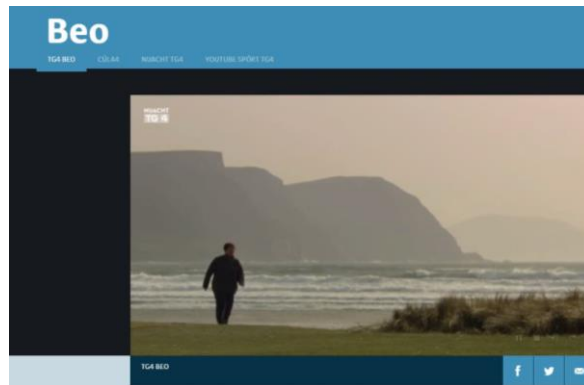 Beo
TG4 BEO CÚLA4 NUACHT TG4 YOUTUBE SPÓRT TG4
NUACHT
TG4
TG4 BEO